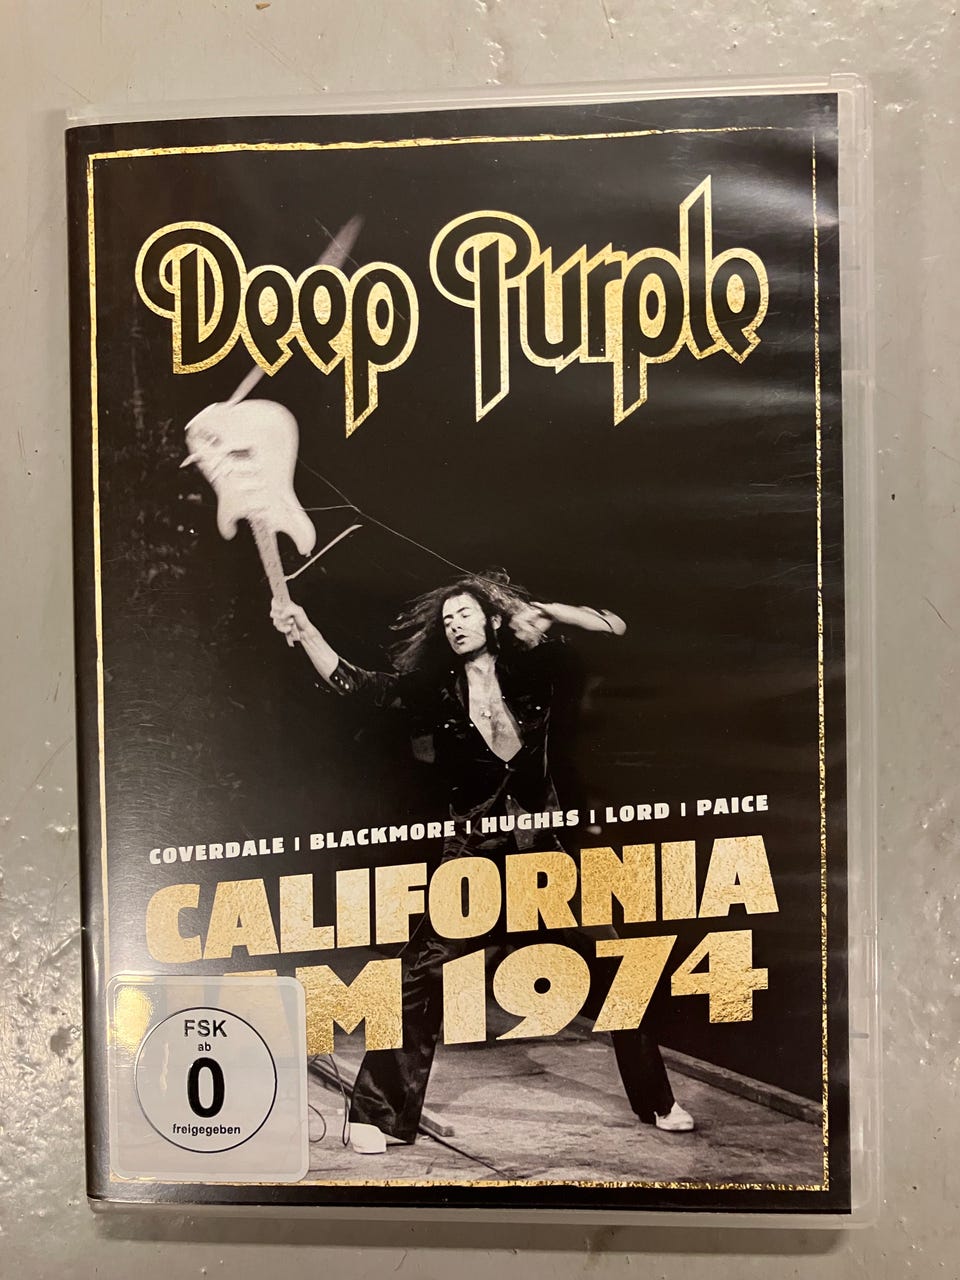 Deep Purple
COVERDALE | BLACKMORE | HUGHES | LORD | PAICE
CALIFORNIA
1974
FSK
ab
0
freigegeben